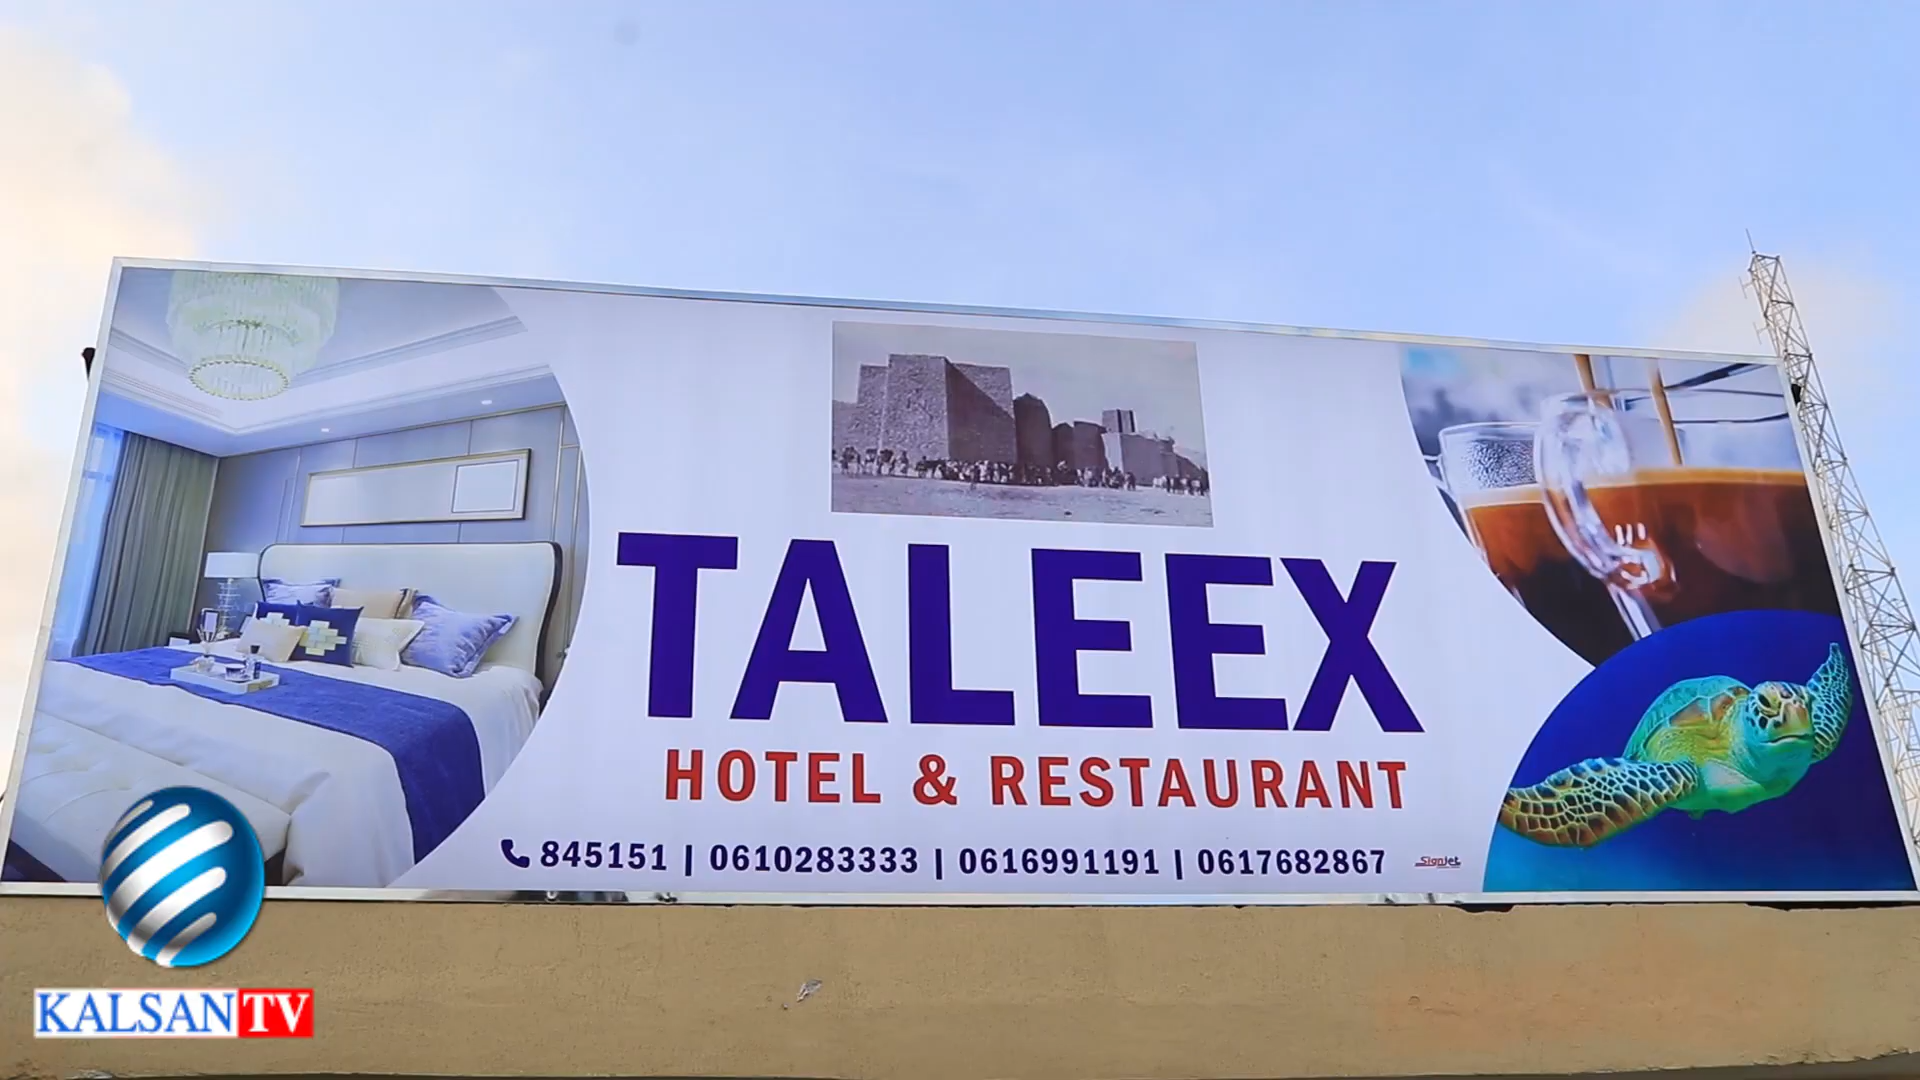 TALEEX
HOTEL & RESTAURANT
845151 | 0610283333 | 0616991191 | 0617682867
Signjet
KALSAN TV